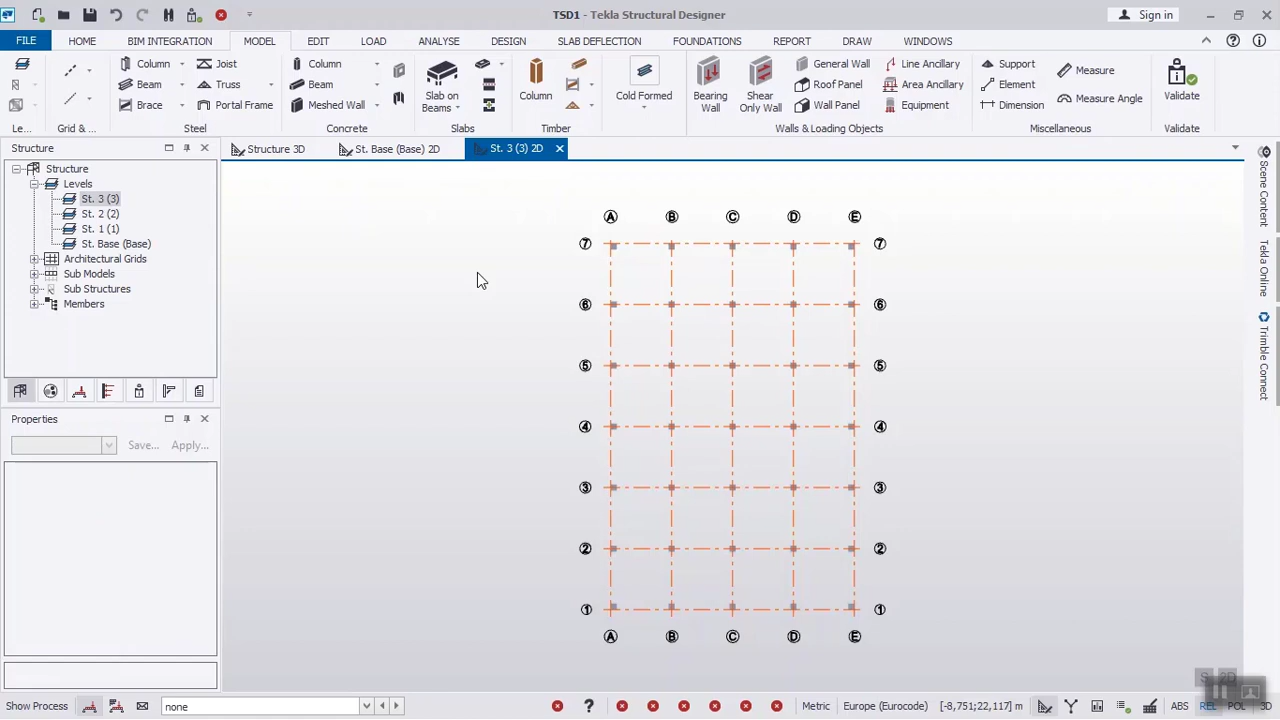 TSD1 - Tekla Structural Designer
Sign in
FILE HOME BIM INTEGRATION MODEL EDIT LOAD ANALYSE DESIGN SLAB DEFLECTION FOUNDATIONS REPORT DRAW WINDOWS
Column Joist Column General Wall Line Ancillary Support Measure
Beam Truss Beam Slab on Beams Column Cold Formed Bearing Wall Shear Only Wall Roof Panel Area Ancillary Element Validate
Brace Portal Frame Meshed Wall Wall Panel Equipment Dimension Measure Angle
Le... Grid & ... Steel Concrete Slabs Timber Walls & Loading Objects Miscellaneous Validate
Structure
Structure 3D St. Base (Base) 2D St. 3 (3) 2D
Structure
Levels
St. 3 (3)
St. 2 (2)
St. 1 (1)
St. Base (Base)
Architectural Grids
Sub Models
Sub Structures
Members
Properties
Save... Apply...
A B C D E
7 7
6 6
5 5
4 4
3 3
2 2
1 1
A B C D E
Scene Content
Tekla Online
Trimble Connect
Show Process none Metric Europe (Eurocode) [-8,751;22,117] m ABS REL POL 3D